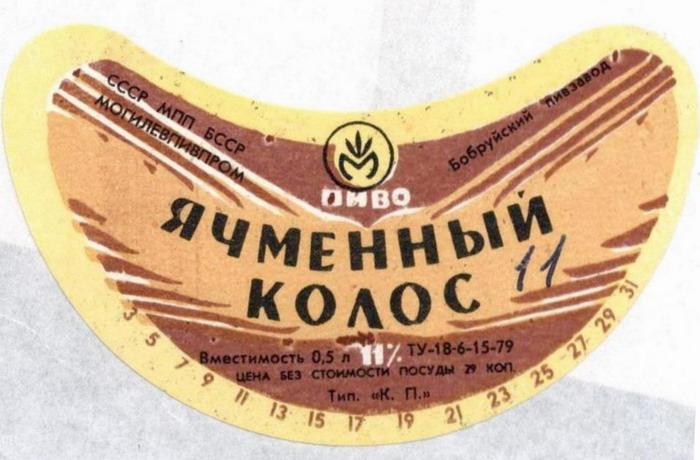 СССР МПП БССР
МОГИЛЕВПИВПРОМ
Бобруйский пивзавод
ПИВО
ЯЧМЕННЫЙ
КОЛОС
11
Вместимость 0,5 л 11% ТУ-18-6-15-79
ЦЕНА БЕЗ СТОИМОСТИ ПОСУДЫ 29 КОП.
Тип. «К. П.»
3 5 7 9 11 13 15 17 19 21 23 25 27 29 31